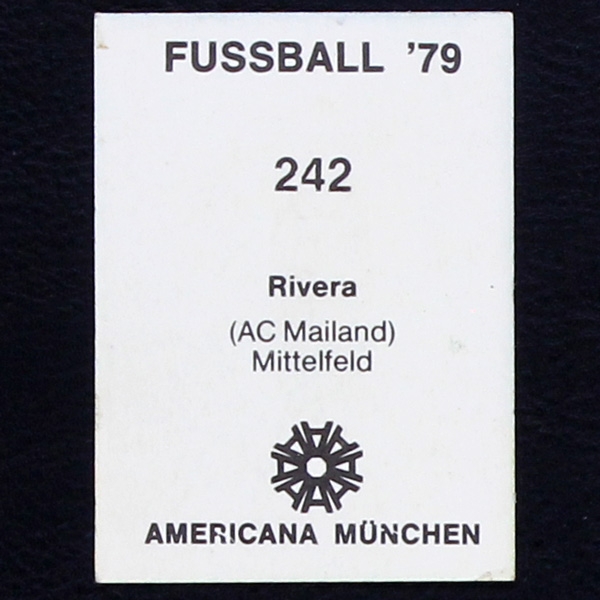 FUSSBALL '79
242
Rivera
(AC Mailand)
Mittelfeld
AMERICANA MÜNCHEN